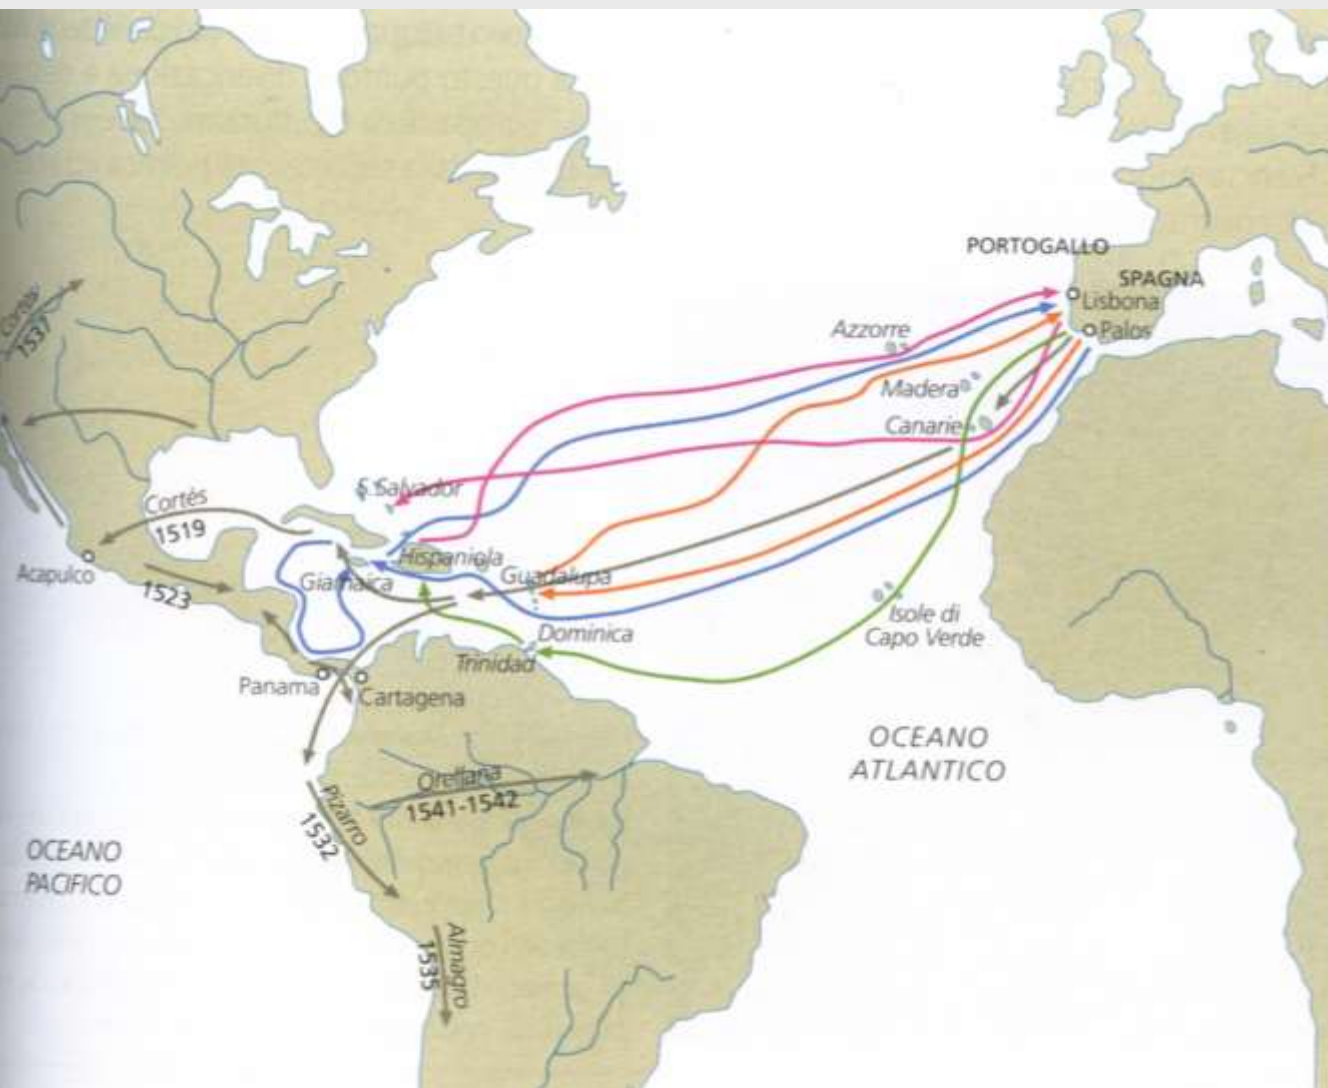 PORTOGALLO
SPAGNA
Lisbona
Palos
Azzorre
Madera
Canarie
Cortés
1537
S. Salvador
Cortés
1519
Acapulco
1523
Hispaniola
Giamaica
Guadalupa
Dominica
Trinidad
Isole di
Capo Verde
Panama
Cartagena
OCEANO
ATLANTICO
Orellana
1541-1542
Pizarro
1532
OCEANO
PACIFICO
Almagro
1535